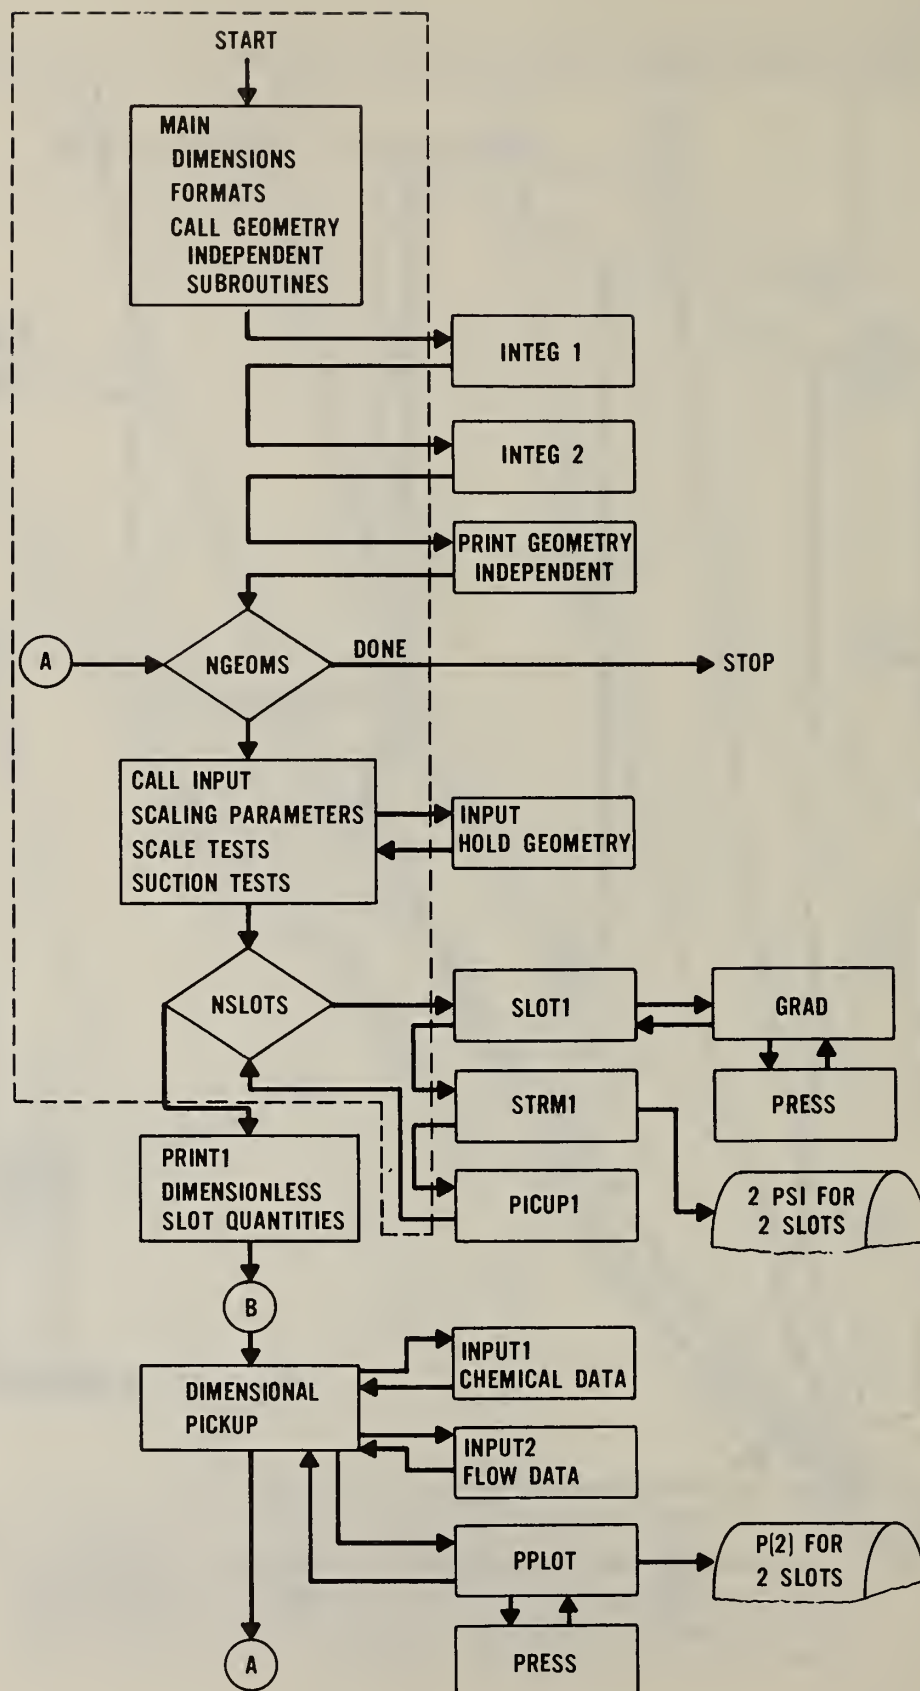 START
MAIN
DIMENSIONS
FORMATS
CALL GEOMETRY
INDEPENDENT
SUBROUTINES
INTEG 1
INTEG 2
PRINT GEOMETRY
INDEPENDENT
A
NGEOMS
DONE
STOP
CALL INPUT
SCALING PARAMETERS
SCALE TESTS
SUCTION TESTS
INPUT
HOLD GEOMETRY
NSLOTS
SLOT1
GRAD
STRM1
PRESS
PRINT1
DIMENSIONLESS
SLOT QUANTITIES
PICUP1
2 PSI FOR
2 SLOTS
B
DIMENSIONAL
PICKUP
INPUT1
CHEMICAL DATA
INPUT2
FLOW DATA
PPLOT
P(2) FOR
2 SLOTS
A
PRESS